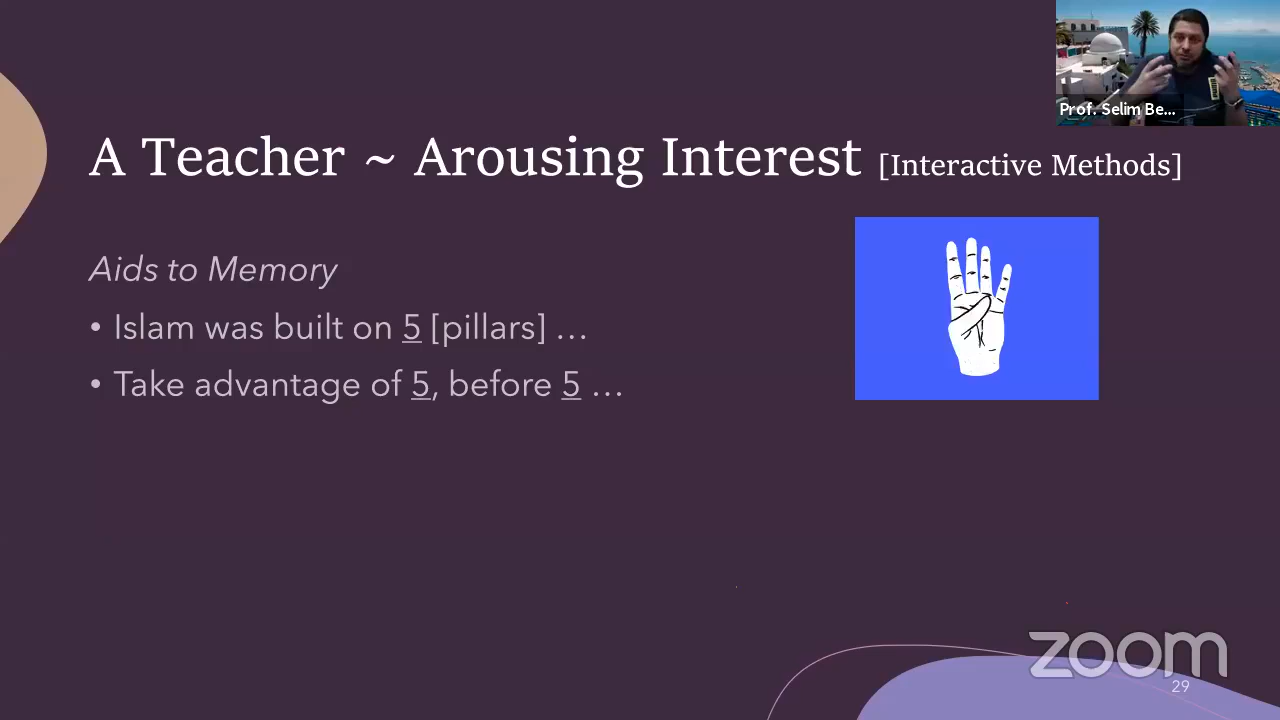 Prof. Selim Be...
A Teacher ~ Arousing Interest [Interactive Methods]
Aids to Memory
• Islam was built on 5 [pillars] …
• Take advantage of 5, before 5 …
zoom
29